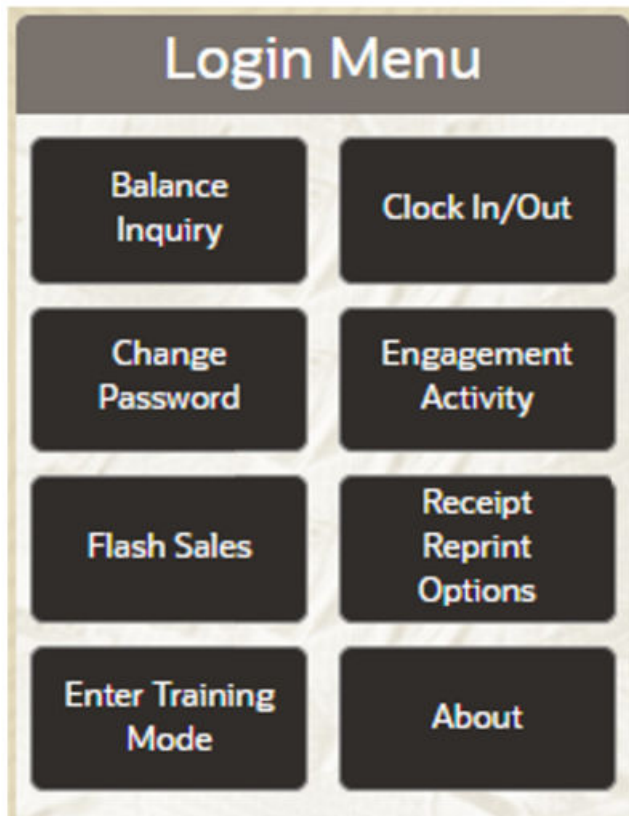 Login Menu
Balance
Inquiry
Clock In/Out
Change
Password
Engagement
Activity
Flash Sales
Receipt
Reprint
Options
Enter Training
Mode
About